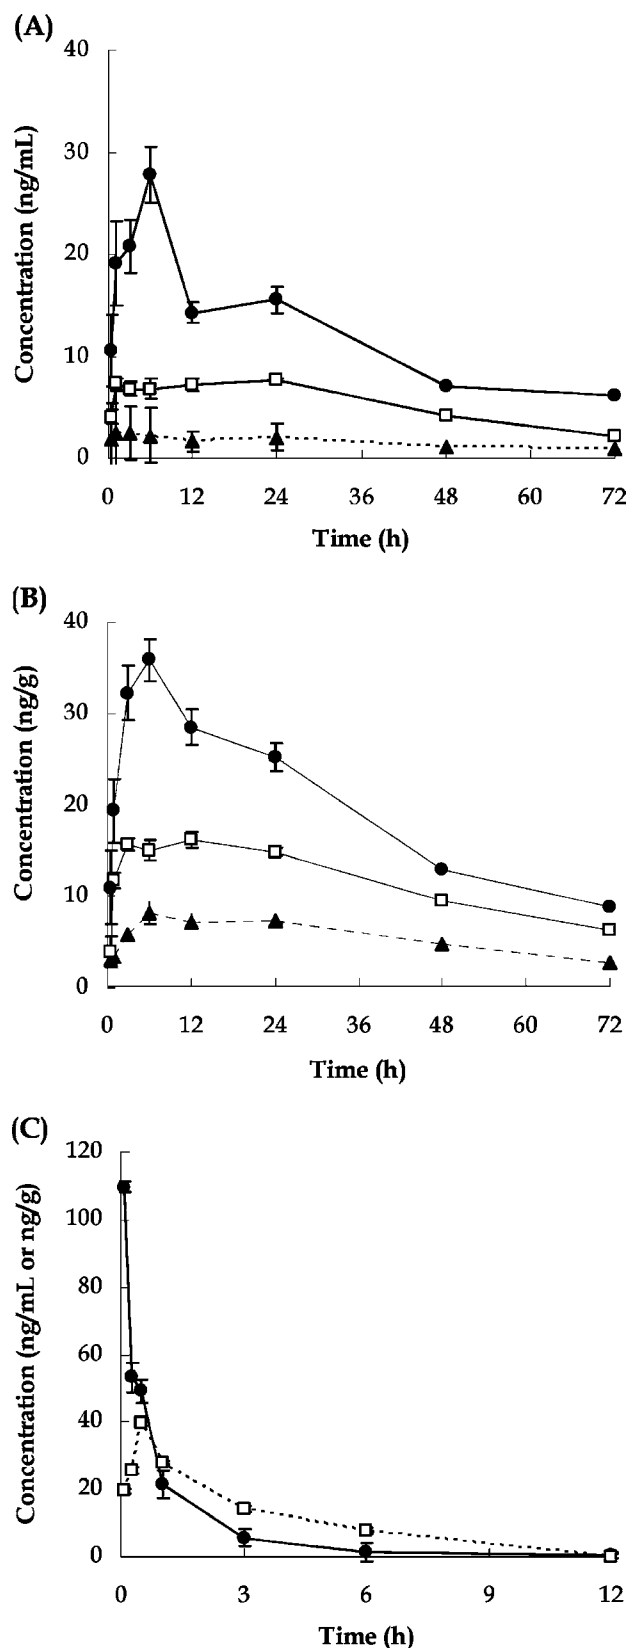 (A)
Concentration (ng/mL)
40
30
20
10
0
0 12 24 36 48 60 72
Time (h)
(B)
Concentration (ng/g)
40
30
20
10
0
0 12 24 36 48 60 72
Time (h)
(C)
Concentration (ng/mL or ng/g)
120
100
80
60
40
20
0
0 3 6 9 12
Time (h)